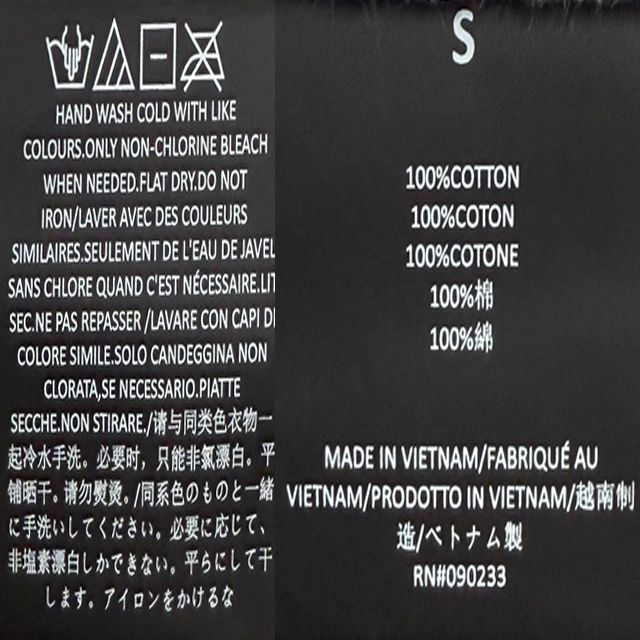 HAND WASH COLD WITH LIKE
COLOURS.ONLY NON-CHLORINE BLEACH
WHEN NEEDED.FLAT DRY.DO NOT
IRON/LAVER AVEC DES COULEURS
SIMILAIRES.SEULEMENT DE L'EAU DE JAVEL
SANS CHLORE QUAND C'EST NÉCESSAIRE.LIT
SEC.NE PAS REPASSER /LAVARE CON CAPI DI
COLORE SIMILE.SOLO CANDEGGINA NON
CLORATA,SE NECESSARIO.PIATTE
SECCHE.NON STIRARE./请与同类色衣物一
起冷水手洗。必要时，只能非氯漂白。平
铺晒干。请勿熨烫。/同系色のものと一緒
に手洗いしてください。必要に応じて、
非塩素漂白しかできない。平らにして干
します。アイロンをかけるな
S
100%COTTON
100%COTON
100%COTONE
100%棉
100%綿
MADE IN VIETNAM/FABRIQUÉ AU
VIETNAM/PRODOTTO IN VIETNAM/越南制
造/ベトナム製
RN#090233